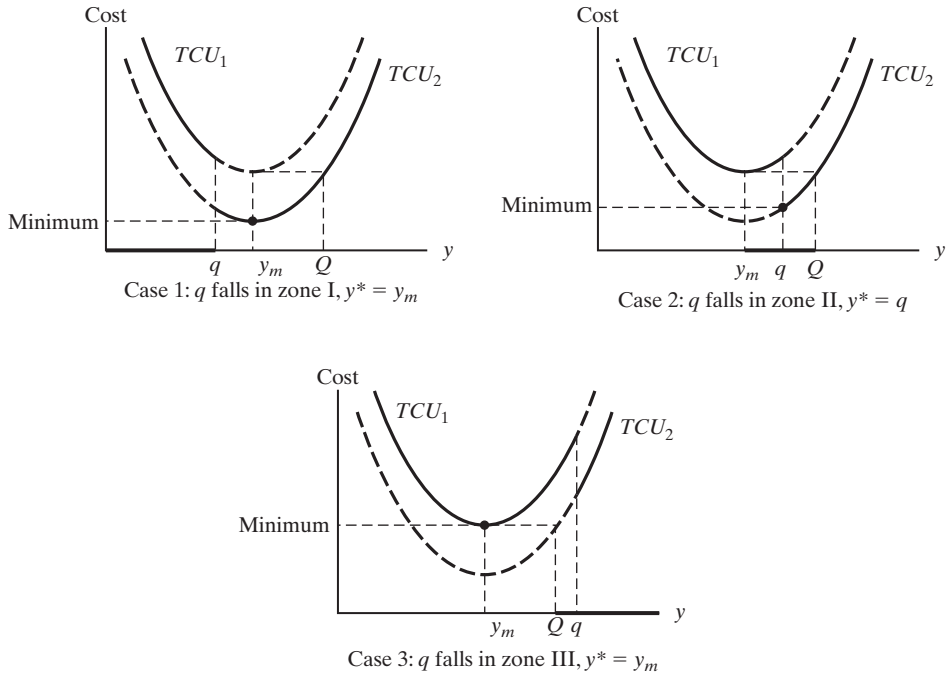 Cost
TCU₁
TCU₂
Minimum
y
q yₘ Q
Case 1: q falls in zone I, y* = yₘ
Cost
TCU₁
TCU₂
Minimum
y
yₘ q Q
Case 2: q falls in zone II, y* = q
Cost
TCU₁
TCU₂
Minimum
y
yₘ Q q
Case 3: q falls in zone III, y* = yₘ